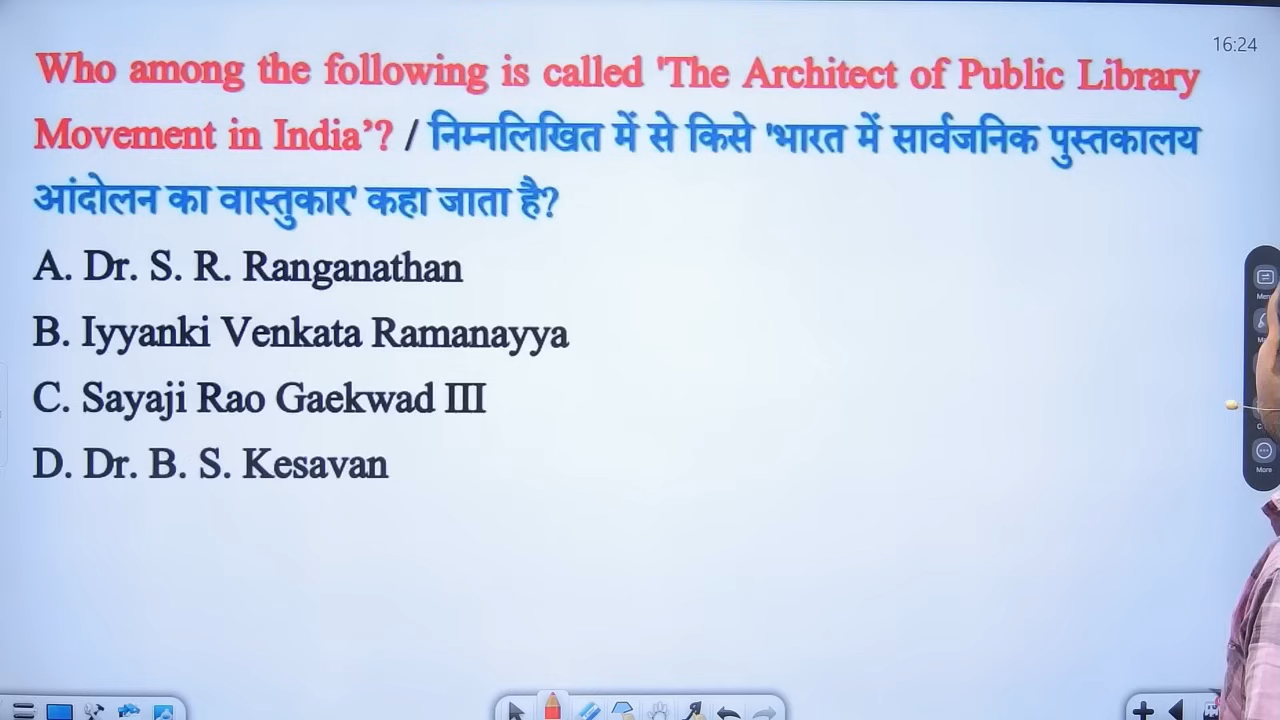 16:24
Who among the following is called 'The Architect of Public Library
Movement in India’? / निम्नलिखित में से किसे 'भारत में सार्वजनिक पुस्तकालय
आंदोलन का वास्तुकार' कहा जाता है?
A. Dr. S. R. Ranganathan
B. Iyyanki Venkata Ramanayya
C. Sayaji Rao Gaekwad III
D. Dr. B. S. Kesavan
More